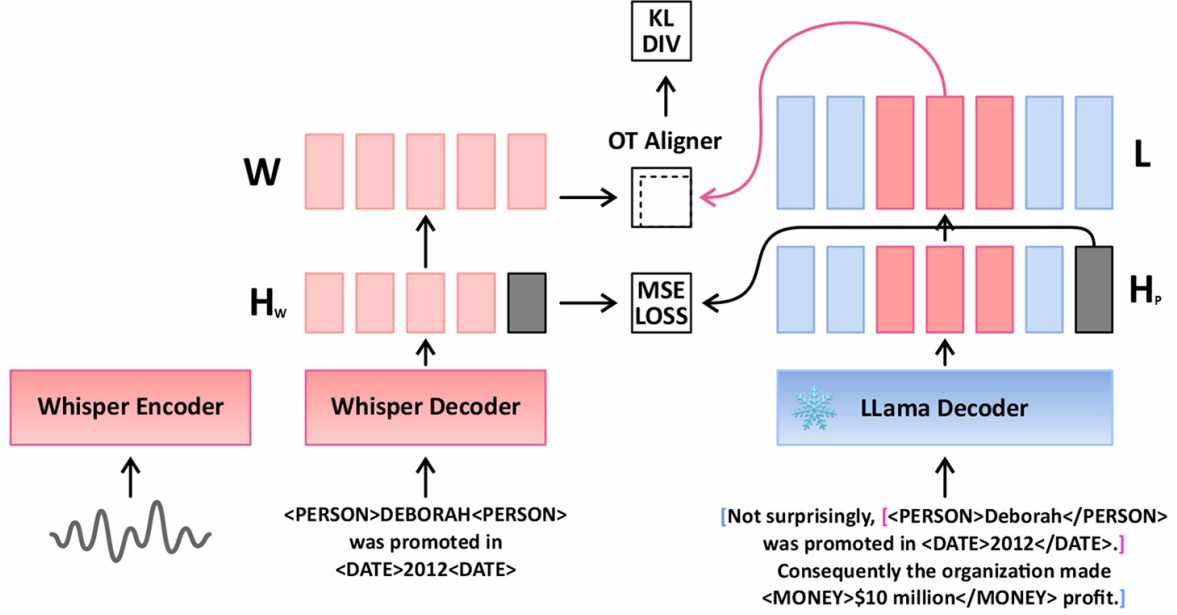 KL
DIV
OT Aligner
W
L
H_W
MSE
LOSS
H_P
Whisper Encoder
Whisper Decoder
LLama Decoder
<PERSON>DEBORAH<PERSON>
was promoted in
<DATE>2012<DATE>
[Not surprisingly, [<PERSON>Deborah</PERSON>
was promoted in <DATE>2012</DATE>.]
Consequently the organization made
<MONEY>$10 million</MONEY> profit.]